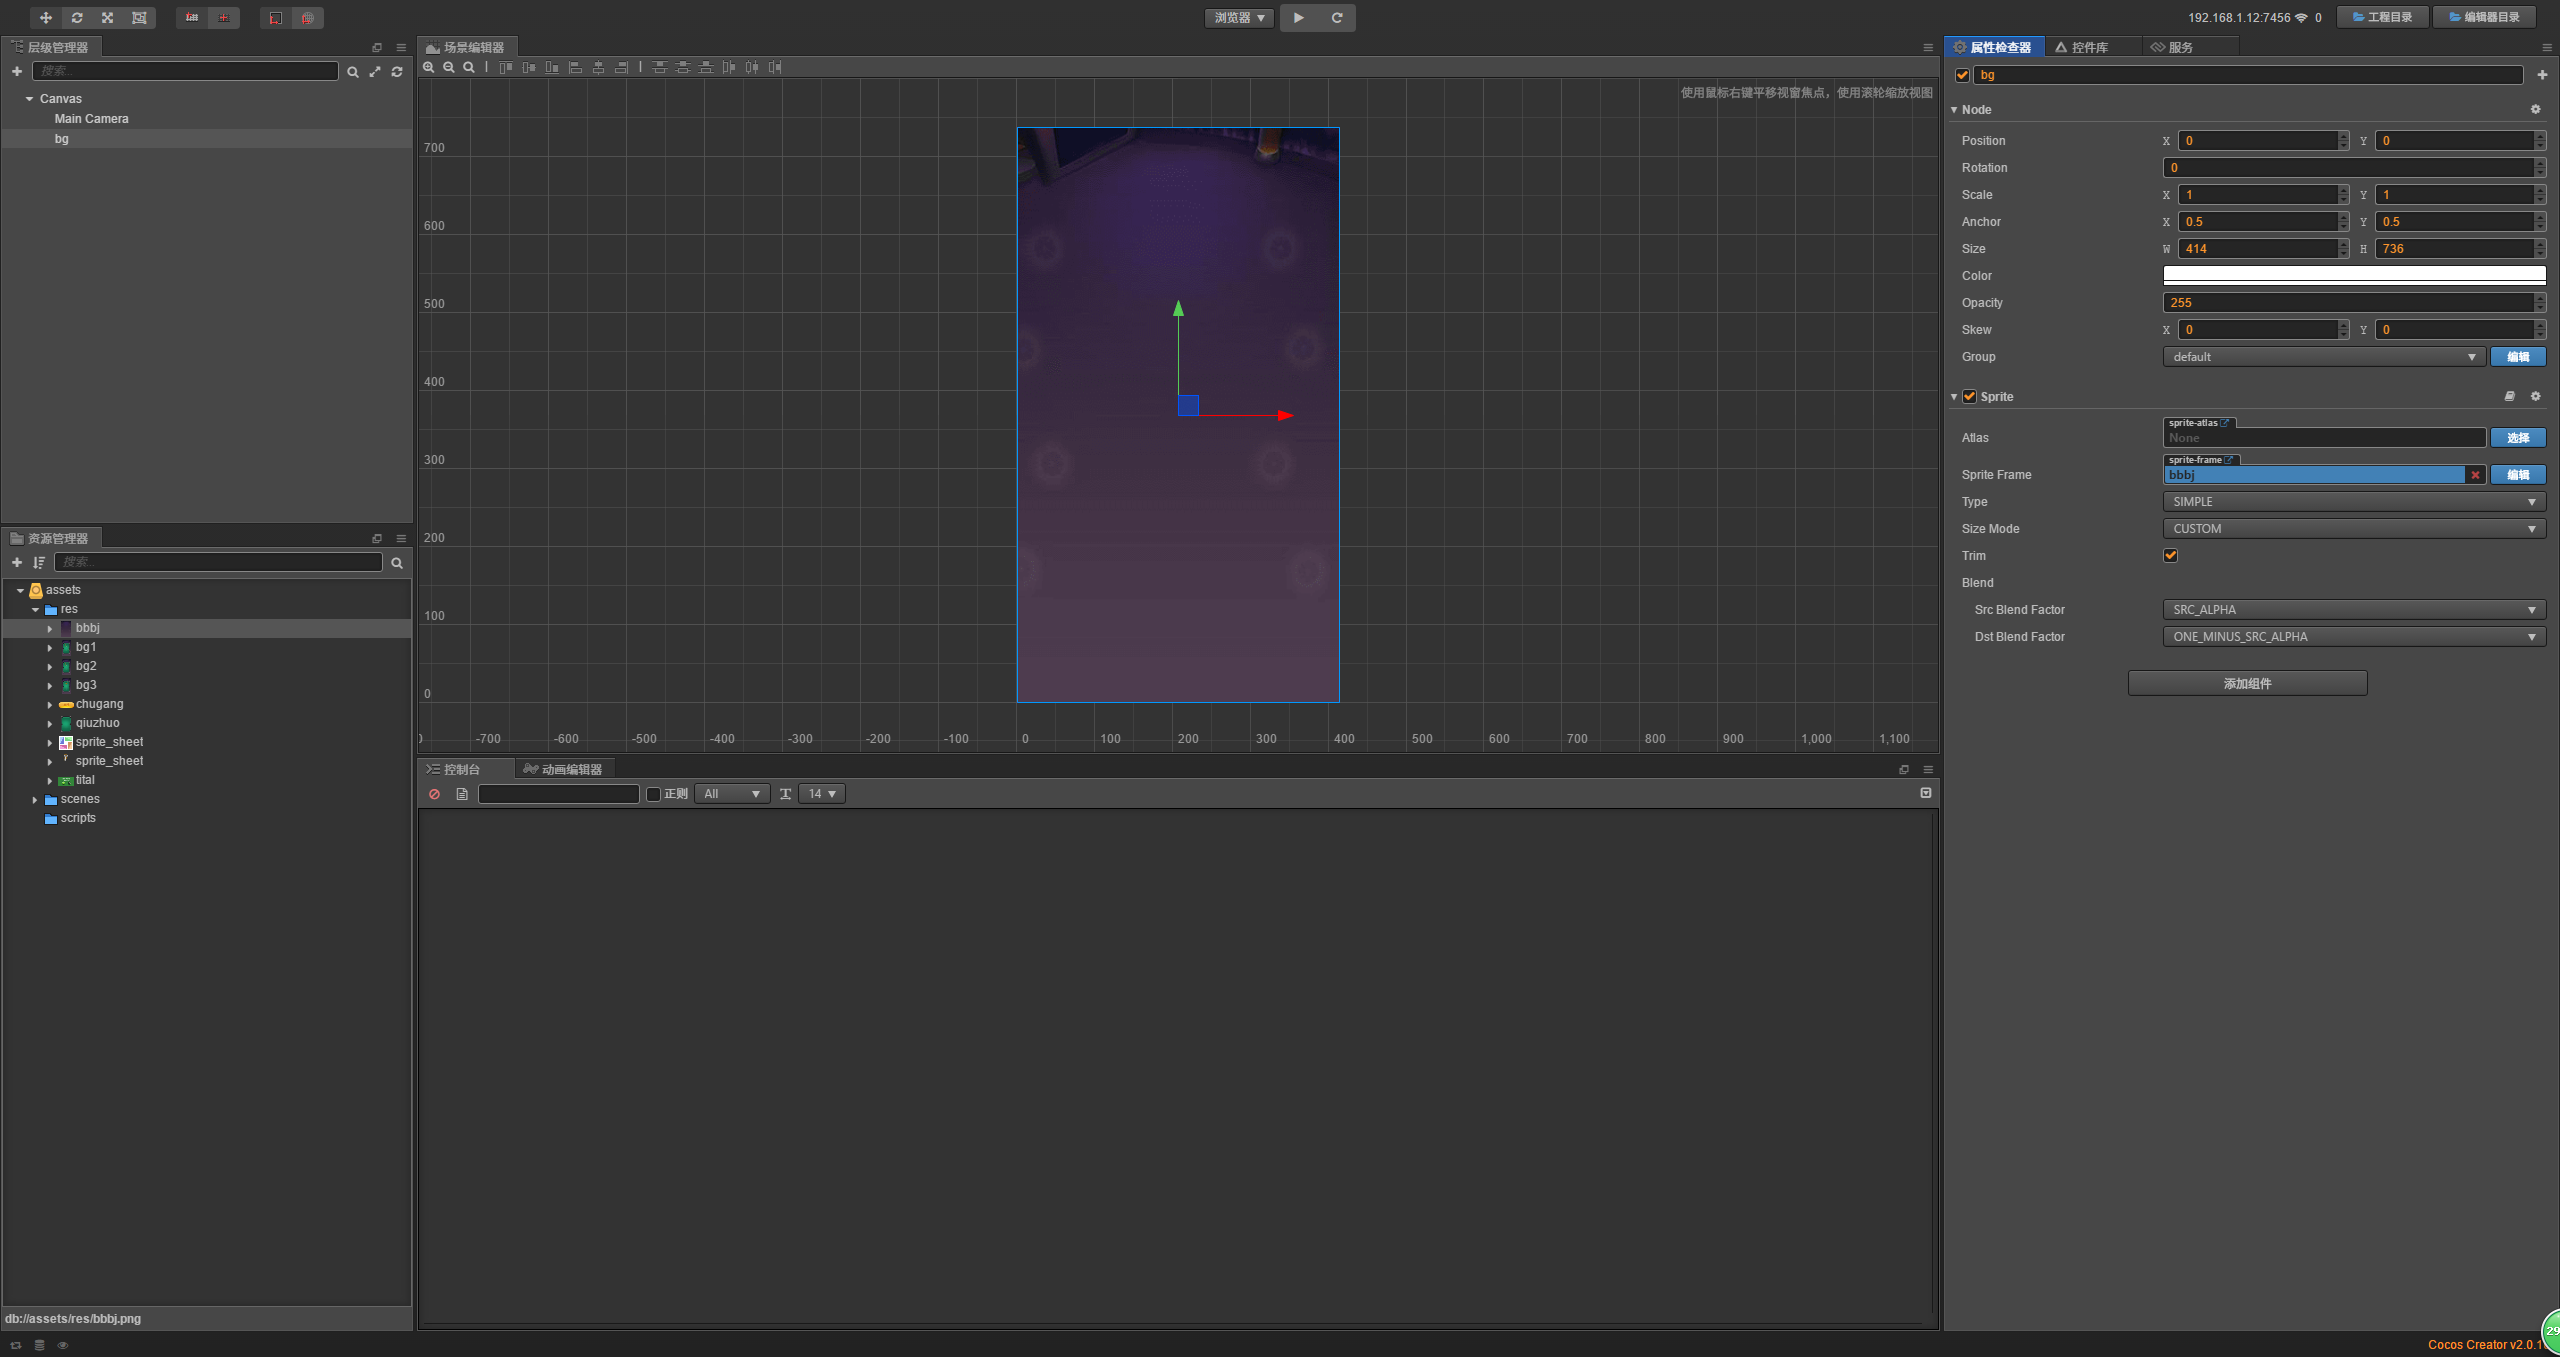 浏览器
192.168.1.12:7456 0
工程目录
编辑器目录
层级管理器
搜索...
Canvas
Main Camera
bg
资源管理器
搜索...
assets
res
bbbj
bg1
bg2
bg3
chugang
qiuzhuo
sprite_sheet
sprite_sheet
tital
scenes
scripts
db://assets/res/bbbj.png
场景编辑器
使用鼠标右键平移视窗焦点，使用滚轮缩放视图
700
600
500
400
300
200
100
0
-700 -600 -500 -400 -300 -200 -100 0 100 200 300 400 500 600 700 800 900 1,000 1,100
控制台 动画编辑器
正则 All 14
属性检查器 控件库 服务
bg
Node
Position X 0 Y 0
Rotation 0
Scale X 1 Y 1
Anchor X 0.5 Y 0.5
Size W 414 H 736
Color
Opacity 255
Skew X 0 Y 0
Group default 编辑
Sprite
sprite-atlas
Atlas None 选择
sprite-frame
Sprite Frame bbbj 编辑
Type SIMPLE
Size Mode CUSTOM
Trim
Blend
Src Blend Factor SRC_ALPHA
Dst Blend Factor ONE_MINUS_SRC_ALPHA
添加组件
Cocos Creator v2.0.1
29